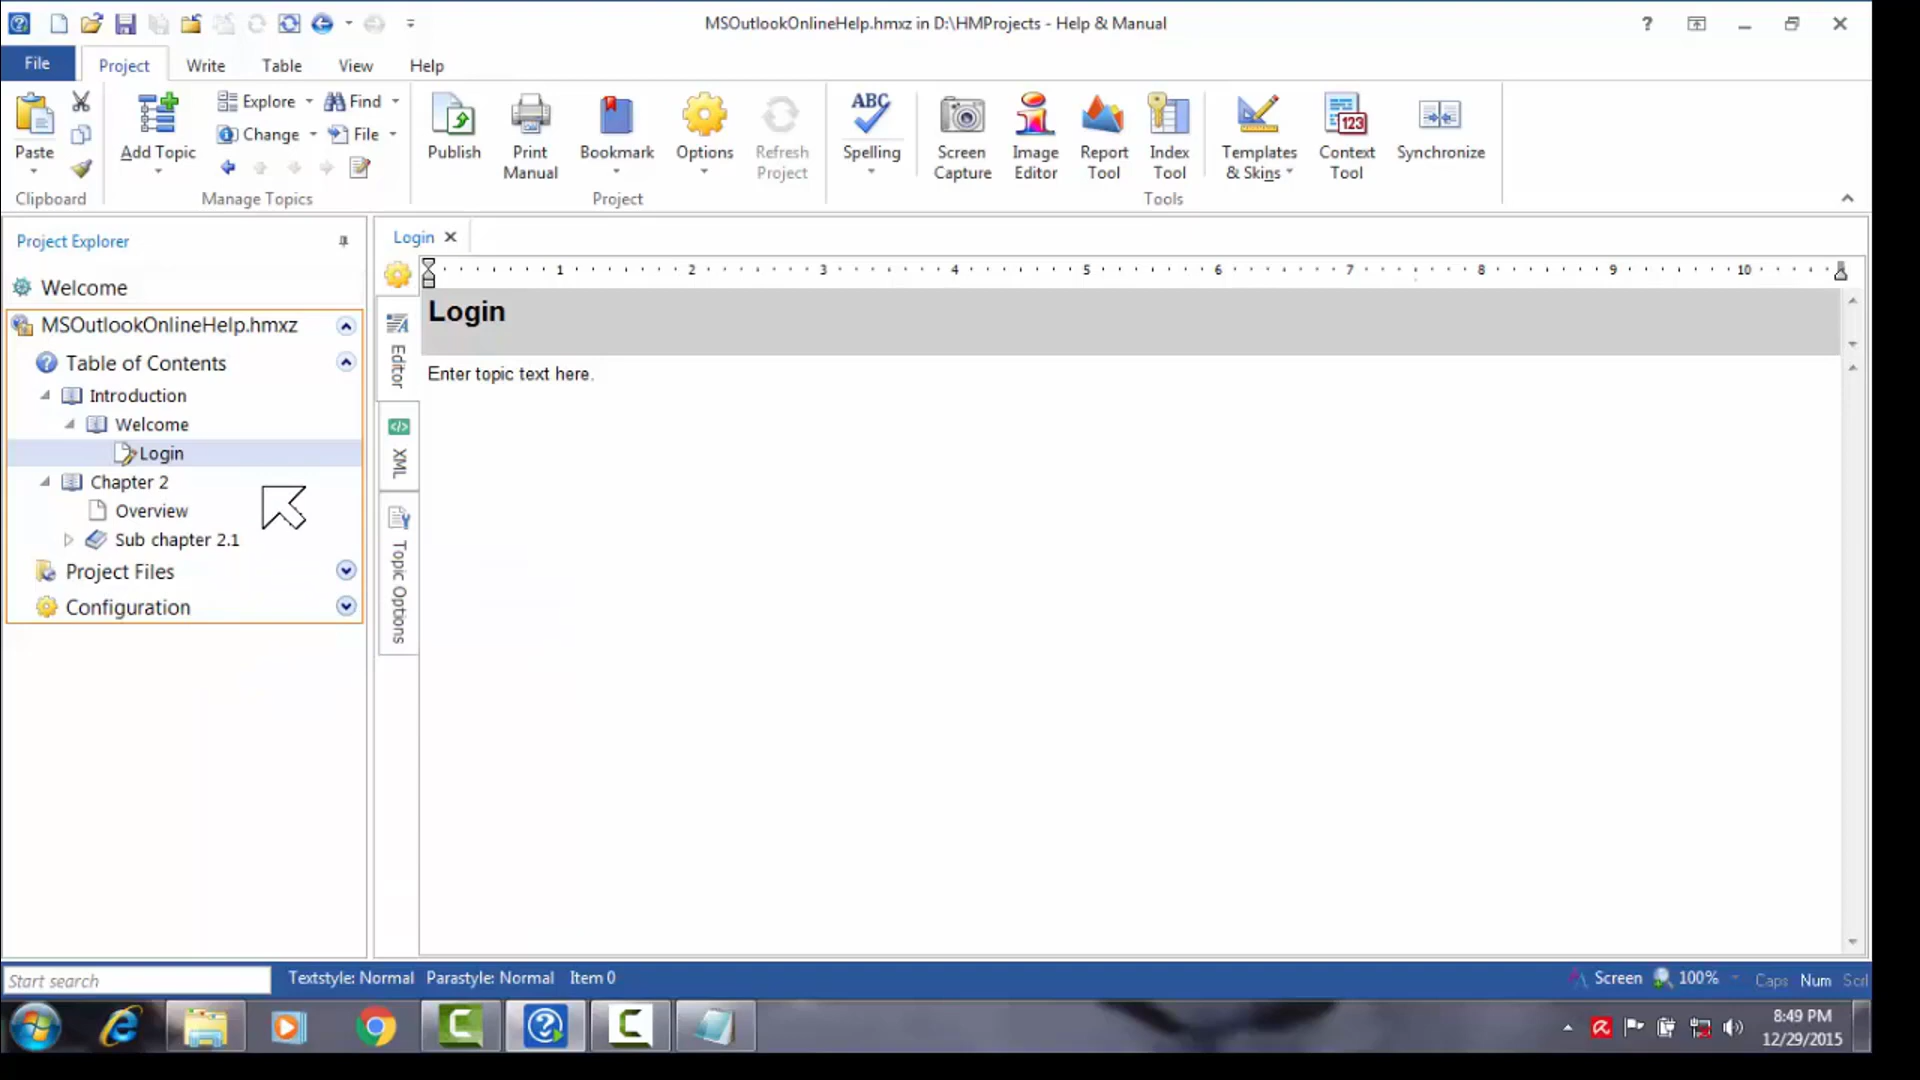 MSOutlookOnlineHelp.hmxz in D:\HMProjects - Help & Manual
File Project Write Table View Help
Paste
Clipboard
Add Topic
Explore Find
Change File
Manage Topics
Publish
Print Manual
Bookmark
Options
Refresh Project
Project
ABC
Spelling
Screen Capture
Image Editor
Report Tool
Index Tool
Templates & Skins
123
Context Tool
Synchronize
Tools
Project Explorer
Welcome
MSOutlookOnlineHelp.hmxz
Table of Contents
Introduction
Welcome
Login
Chapter 2
Overview
Sub chapter 2.1
Project Files
Configuration
Login
1 2 3 4 5 6 7 8 9 10
Editor
XML
Topic Options
Login
Enter topic text here.
Start search
Textstyle: Normal Parastyle: Normal Item 0
Screen 100% Caps Num Scrl
8:49 PM
12/29/2015